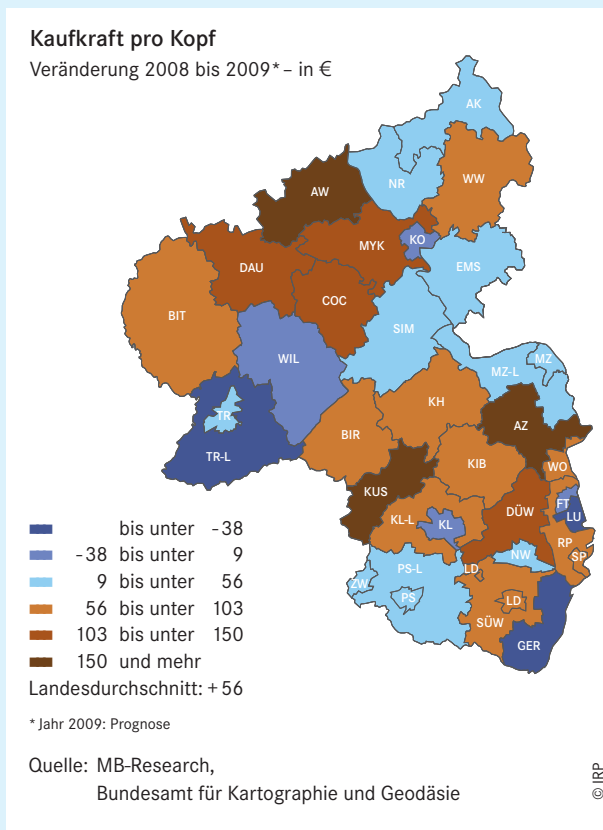 Kaufkraft pro Kopf
Veränderung 2008 bis 2009* – in €
AK
NR
WW
AW
MYK
KO
DAU
EMS
COC
BIT
SIM
WIL
MZ
MZ-L
KH
TR
AZ
BIR
TR-L
KIB
WO
KUS
FT
LU
KL-L
KL
DÜW
RP
NW
SP
PS-L
LD
ZW
PS
LD
SÜW
GER
bis unter -38
-38 bis unter 9
9 bis unter 56
56 bis unter 103
103 bis unter 150
150 und mehr
Landesdurchschnitt: + 56
* Jahr 2009: Prognose
Quelle: MB-Research,
Bundesamt für Kartographie und Geodäsie
© IRP